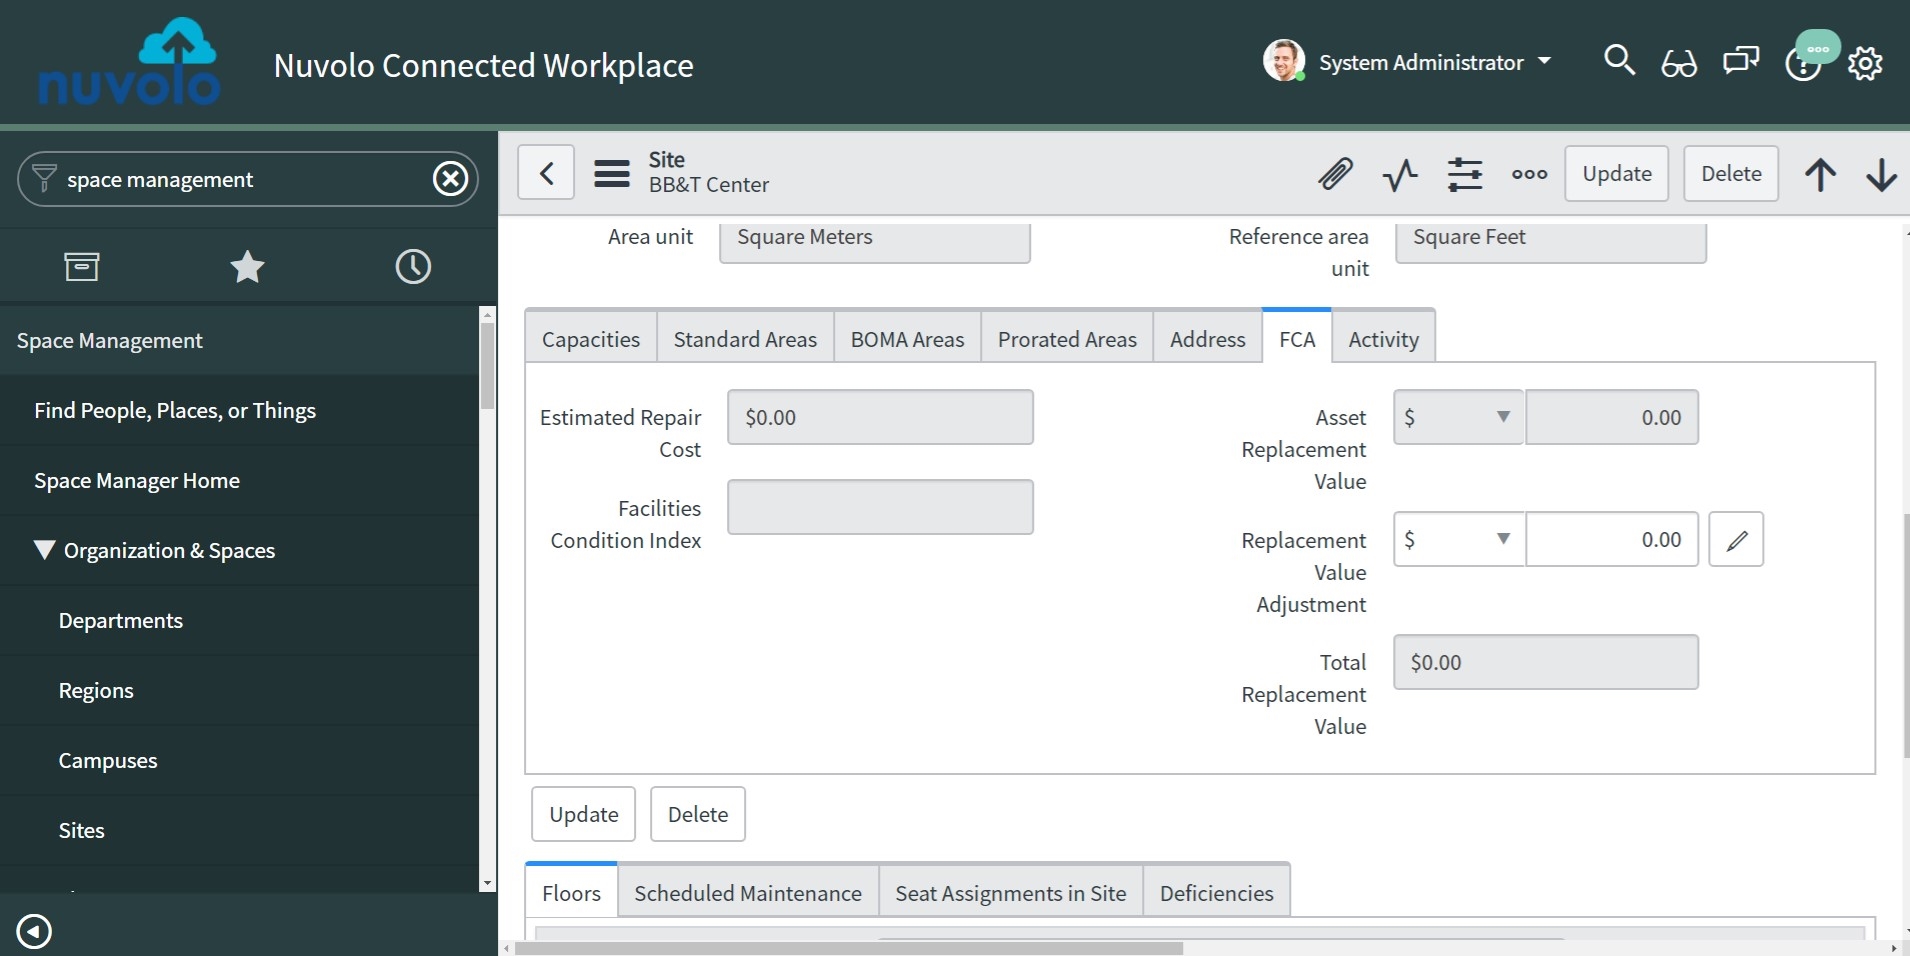 nuvolo
Nuvolo Connected Workplace
System Administrator
space management
Site
BB&T Center
Update
Delete
Space Management
Find People, Places, or Things
Space Manager Home
Organization & Spaces
Departments
Regions
Campuses
Sites
Area unit
Square Meters
Reference area
unit
Square Feet
Capacities
Standard Areas
BOMA Areas
Prorated Areas
Address
FCA
Activity
Estimated Repair
Cost
$0.00
Facilities
Condition Index
Asset
Replacement
Value
$
0.00
Replacement
Value
Adjustment
$
0.00
Total
Replacement
Value
$0.00
Update
Delete
Floors
Scheduled Maintenance
Seat Assignments in Site
Deficiencies